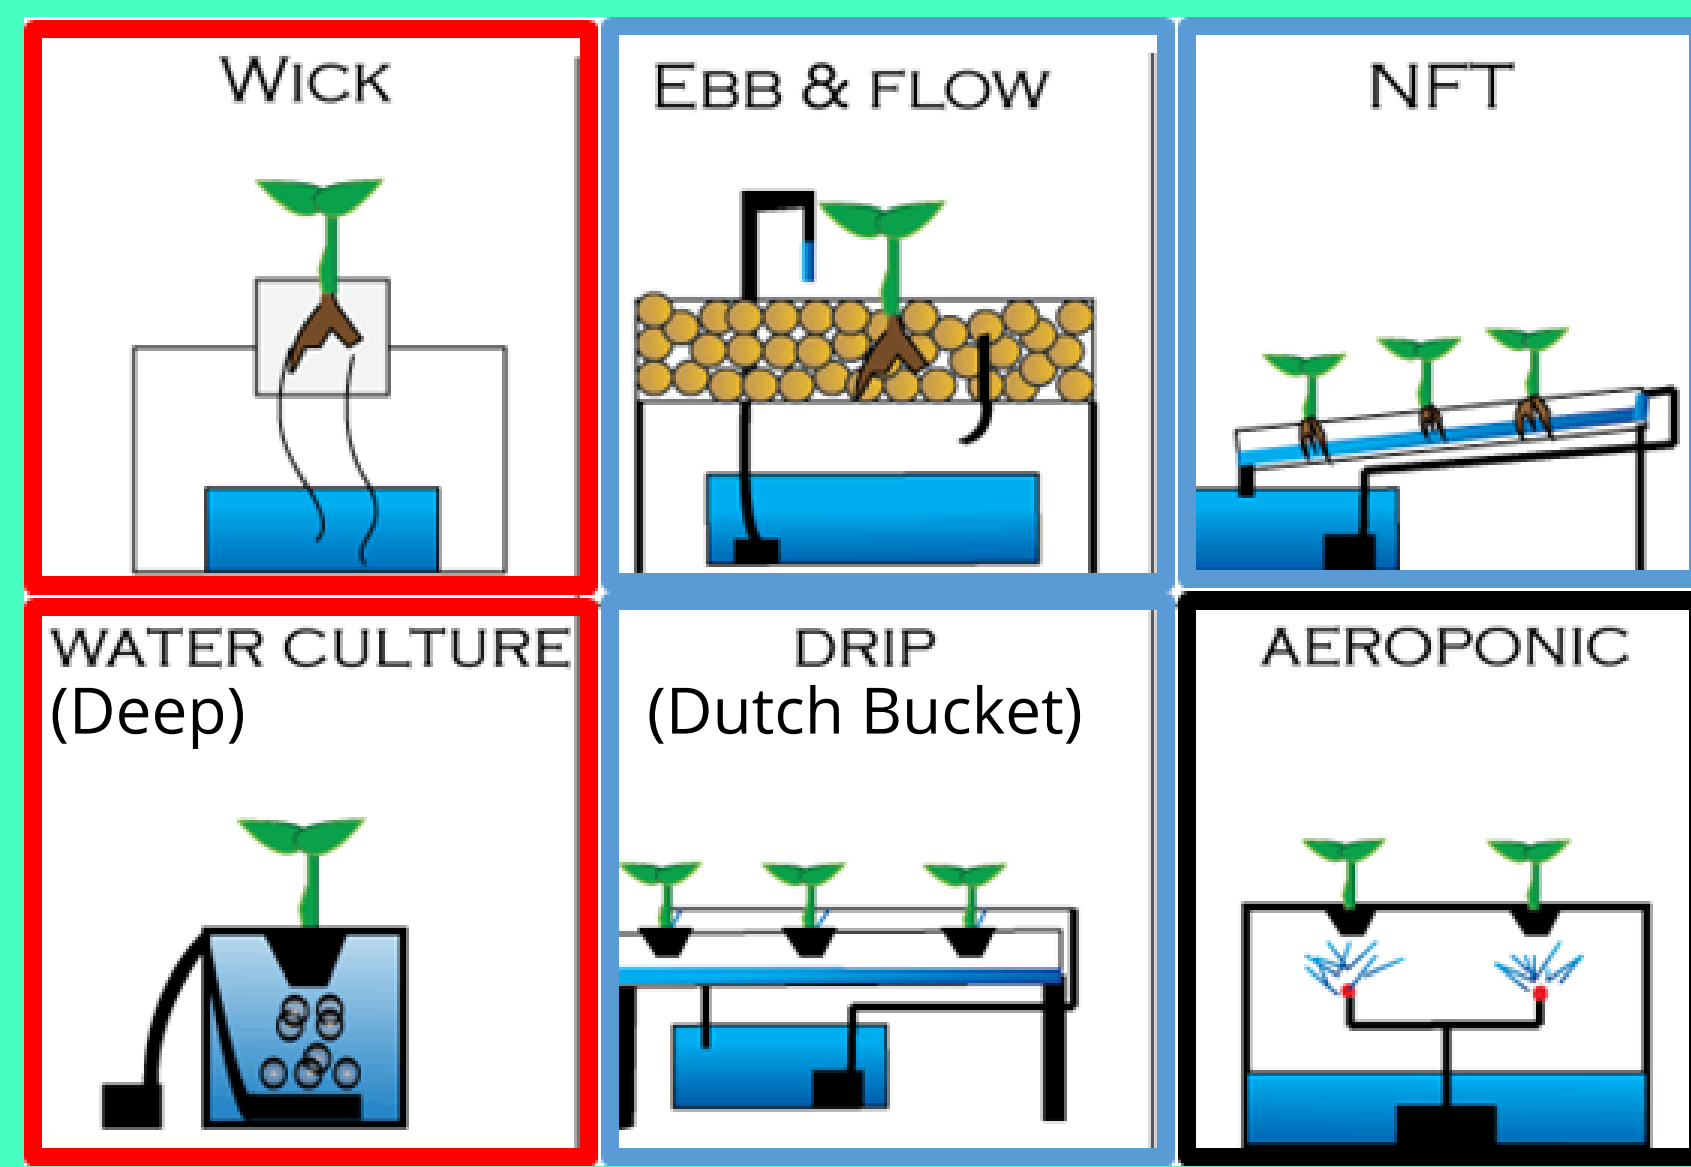 WICK
EBB & FLOW
NFT
WATER CULTURE
(Deep)
DRIP
(Dutch Bucket)
AEROPONIC